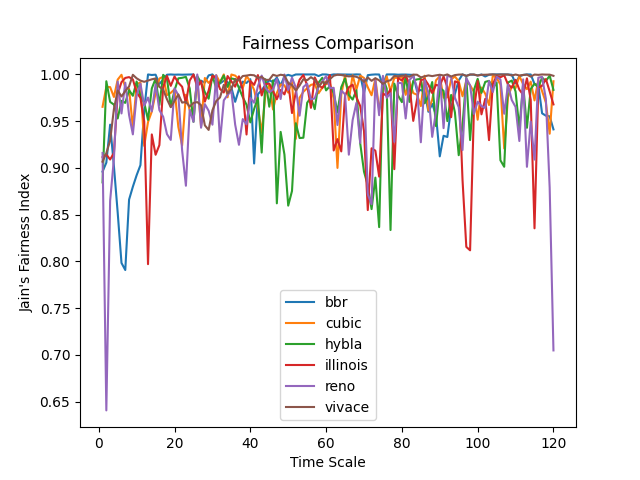 Fairness Comparison
Jain's Fairness Index
1.00
0.95
0.90
0.85
0.80
0.75
0.70
0.65
bbr
cubic
hybla
illinois
reno
vivace
0 20 40 60 80 100 120
Time Scale